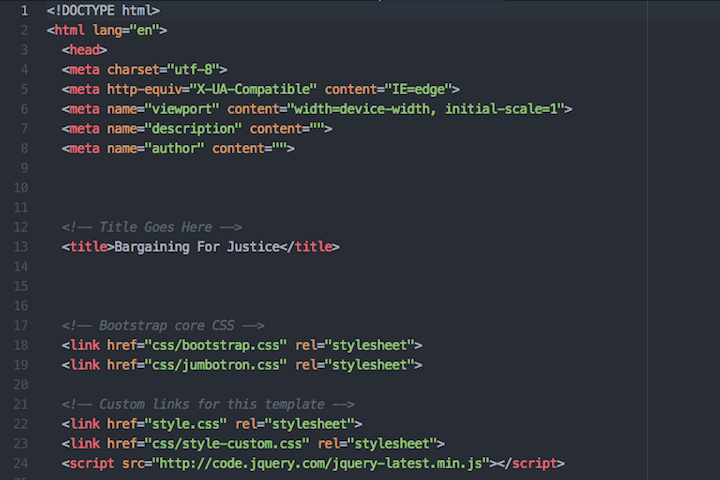 1 <!DOCTYPE html>
2 <html lang="en">
3 <head>
4 <meta charset="utf-8">
5 <meta http-equiv="X-UA-Compatible" content="IE=edge">
6 <meta name="viewport" content="width=device-width, initial-scale=1">
7 <meta name="description" content="">
8 <meta name="author" content="">
9
10
11
12 <!-- Title Goes Here -->
13 <title>Bargaining For Justice</title>
14
15
16
17 <!-- Bootstrap core CSS -->
18 <link href="css/bootstrap.css" rel="stylesheet">
19 <link href="css/jumbotron.css" rel="stylesheet">
20
21 <!-- Custom links for this template -->
22 <link href="style.css" rel="stylesheet">
23 <link href="css/style-custom.css" rel="stylesheet">
24 <script src="http://code.jquery.com/jquery-latest.min.js"></script>